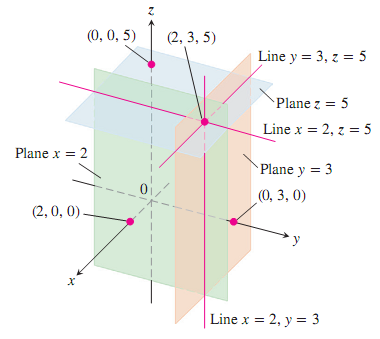 z
(0, 0, 5)
(2, 3, 5)
Line y = 3, z = 5
Plane z = 5
Line x = 2, z = 5
Plane x = 2
Plane y = 3
0
(0, 3, 0)
(2, 0, 0)
y
x
Line x = 2, y = 3